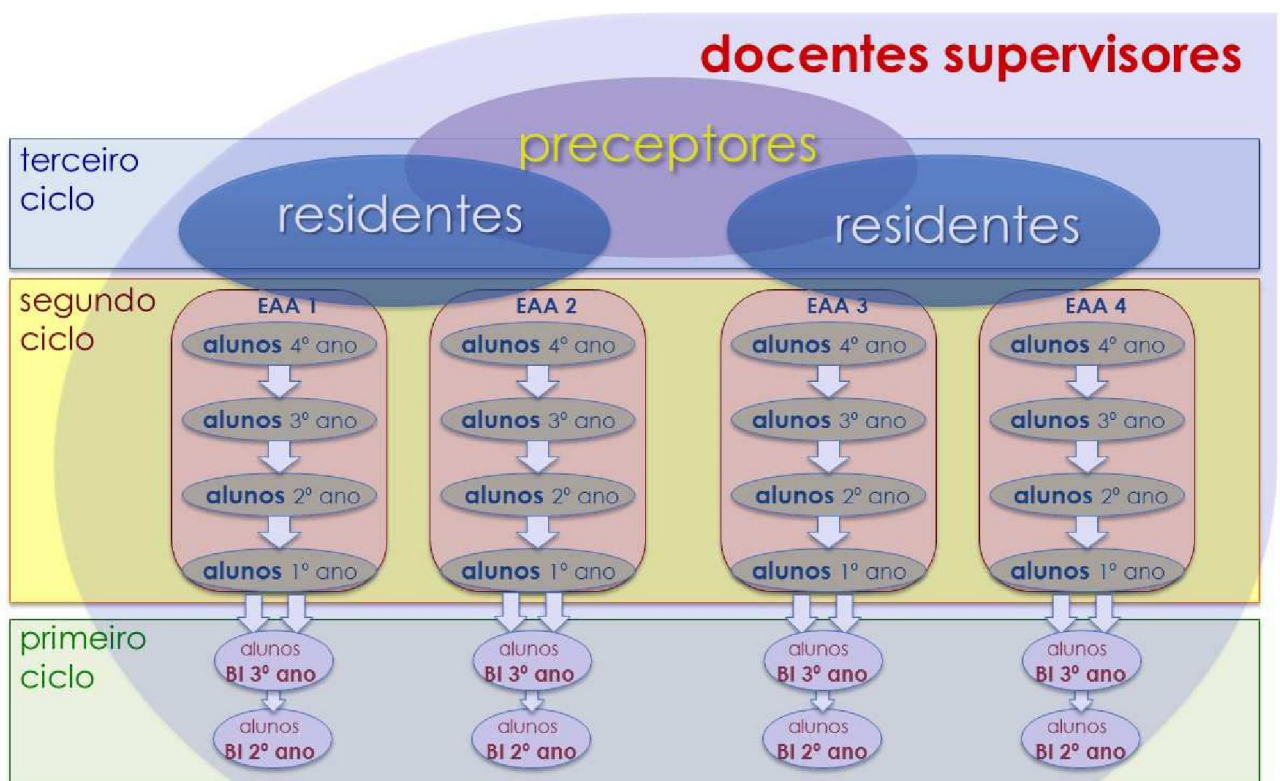 docentes supervisores
preceptores
terceiro
ciclo
residentes
residentes
segundo
ciclo
EAA 1
EAA 2
EAA 3
EAA 4
alunos 4º ano
alunos 4º ano
alunos 4º ano
alunos 4º ano
alunos 3º ano
alunos 3º ano
alunos 3º ano
alunos 3º ano
alunos 2º ano
alunos 2º ano
alunos 2º ano
alunos 2º ano
alunos 1º ano
alunos 1º ano
alunos 1º ano
alunos 1º ano
primeiro
ciclo
alunos
BI 3º ano
alunos
BI 3º ano
alunos
BI 3º ano
alunos
BI 3º ano
alunos
BI 2º ano
alunos
BI 2º ano
alunos
BI 2º ano
alunos
BI 2º ano